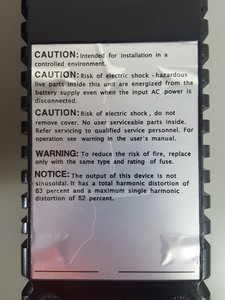 CAUTION: Intended for installation in a
controlled environment.
CAUTION: Risk of electric shock - hazardous
live parts inside this unit are energized from the
battery supply even when the input AC power is
disconnected.
CAUTION: Risk of electric shock, do not
remove cover. No user serviceable parts inside.
Refer servicing to qualified service personnel. For
operation see warning in the user's manual.
WARNING: To reduce the risk of fire, replace
only with the same type and rating of fuse.
NOTICE: The output of this device is not
sinusoidal. It has a total harmonic distortion of
63 percent and a maximum single harmonic
distortion of 52 percent.